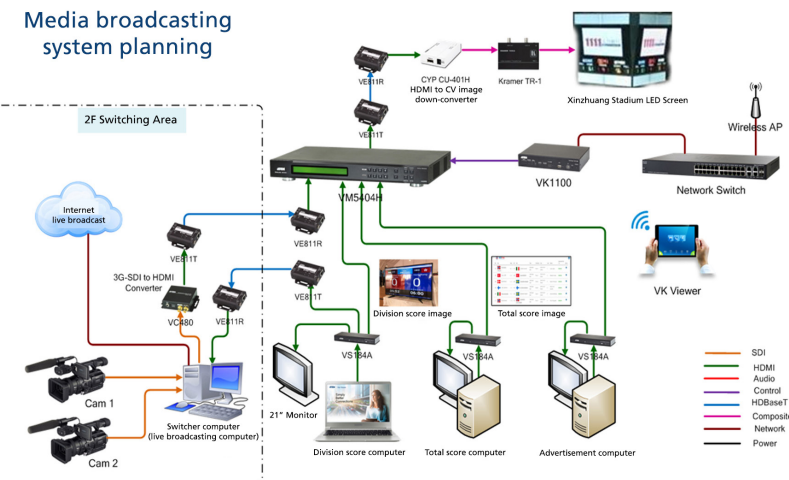 Media broadcasting
system planning
VE811R
CYP CU-401H
HDMI to CV image
down-converter
Kramer TR-1
1111
1111
Xinzhuang Stadium LED Screen
VE811T
2F Switching Area
Wireless AP
VM5404H
VK1100
Network Switch
Internet
live broadcast
VE811T
VE811R
3G-SDI to HDMI
Converter
VC480
VE811R
VE811T
Division score image
Total score image
VK Viewer
VS184A
VS184A
VS184A
Cam 1
Cam 2
Switcher computer
(live broadcasting computer)
21" Monitor
Division score computer
Total score computer
Advertisement computer
SDI
HDMI
Audio
Control
HDBaseT
Composite
Network
Power